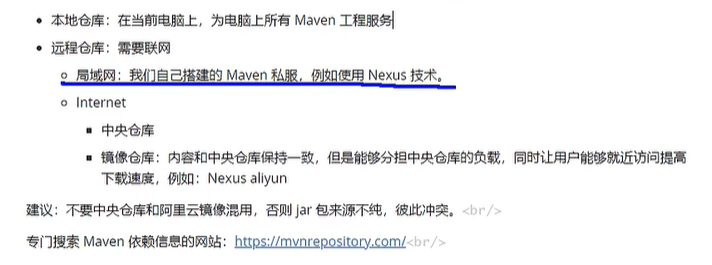 本地仓库：在当前电脑上，为电脑上所有 Maven 工程服务
远程仓库：需要联网
局域网：我们自己搭建的 Maven 私服，例如使用 Nexus 技术。
Internet
中央仓库
镜像仓库：内容和中央仓库保持一致，但是能够分担中央仓库的负载，同时让用户能够就近访问提高
下载速度，例如：Nexus aliyun
建议：不要中央仓库和阿里云镜像混用，否则 jar 包来源不纯，彼此冲突。<br/>
专门搜索 Maven 依赖信息的网站：https://mvnrepository.com/<br/>